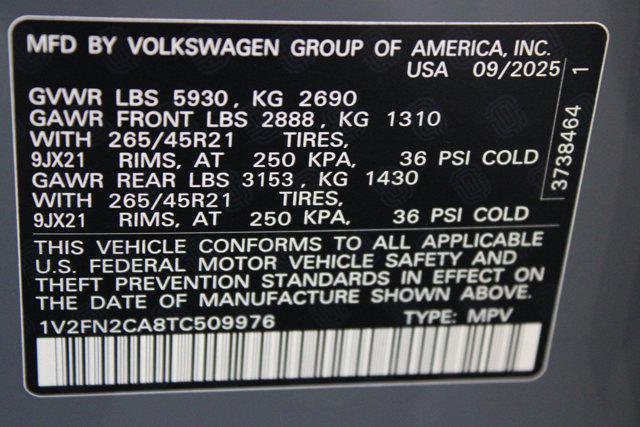 MFD BY VOLKSWAGEN GROUP OF AMERICA, INC.
USA 09/2025
GVWR LBS 5930, KG 2690
GAWR FRONT LBS 2888, KG 1310
WITH 265/45R21 TIRES,
9JX21 RIMS, AT 250 KPA, 36 PSI COLD
GAWR REAR LBS 3153, KG 1430
WITH 265/45R21 TIRES,
9JX21 RIMS, AT 250 KPA, 36 PSI COLD
THIS VEHICLE CONFORMS TO ALL APPLICABLE
U.S. FEDERAL MOTOR VEHICLE SAFETY AND
THEFT PREVENTION STANDARDS IN EFFECT ON
THE DATE OF MANUFACTURE SHOWN ABOVE.
1V2FN2CA8TC509976 TYPE: MPV
3738464 1